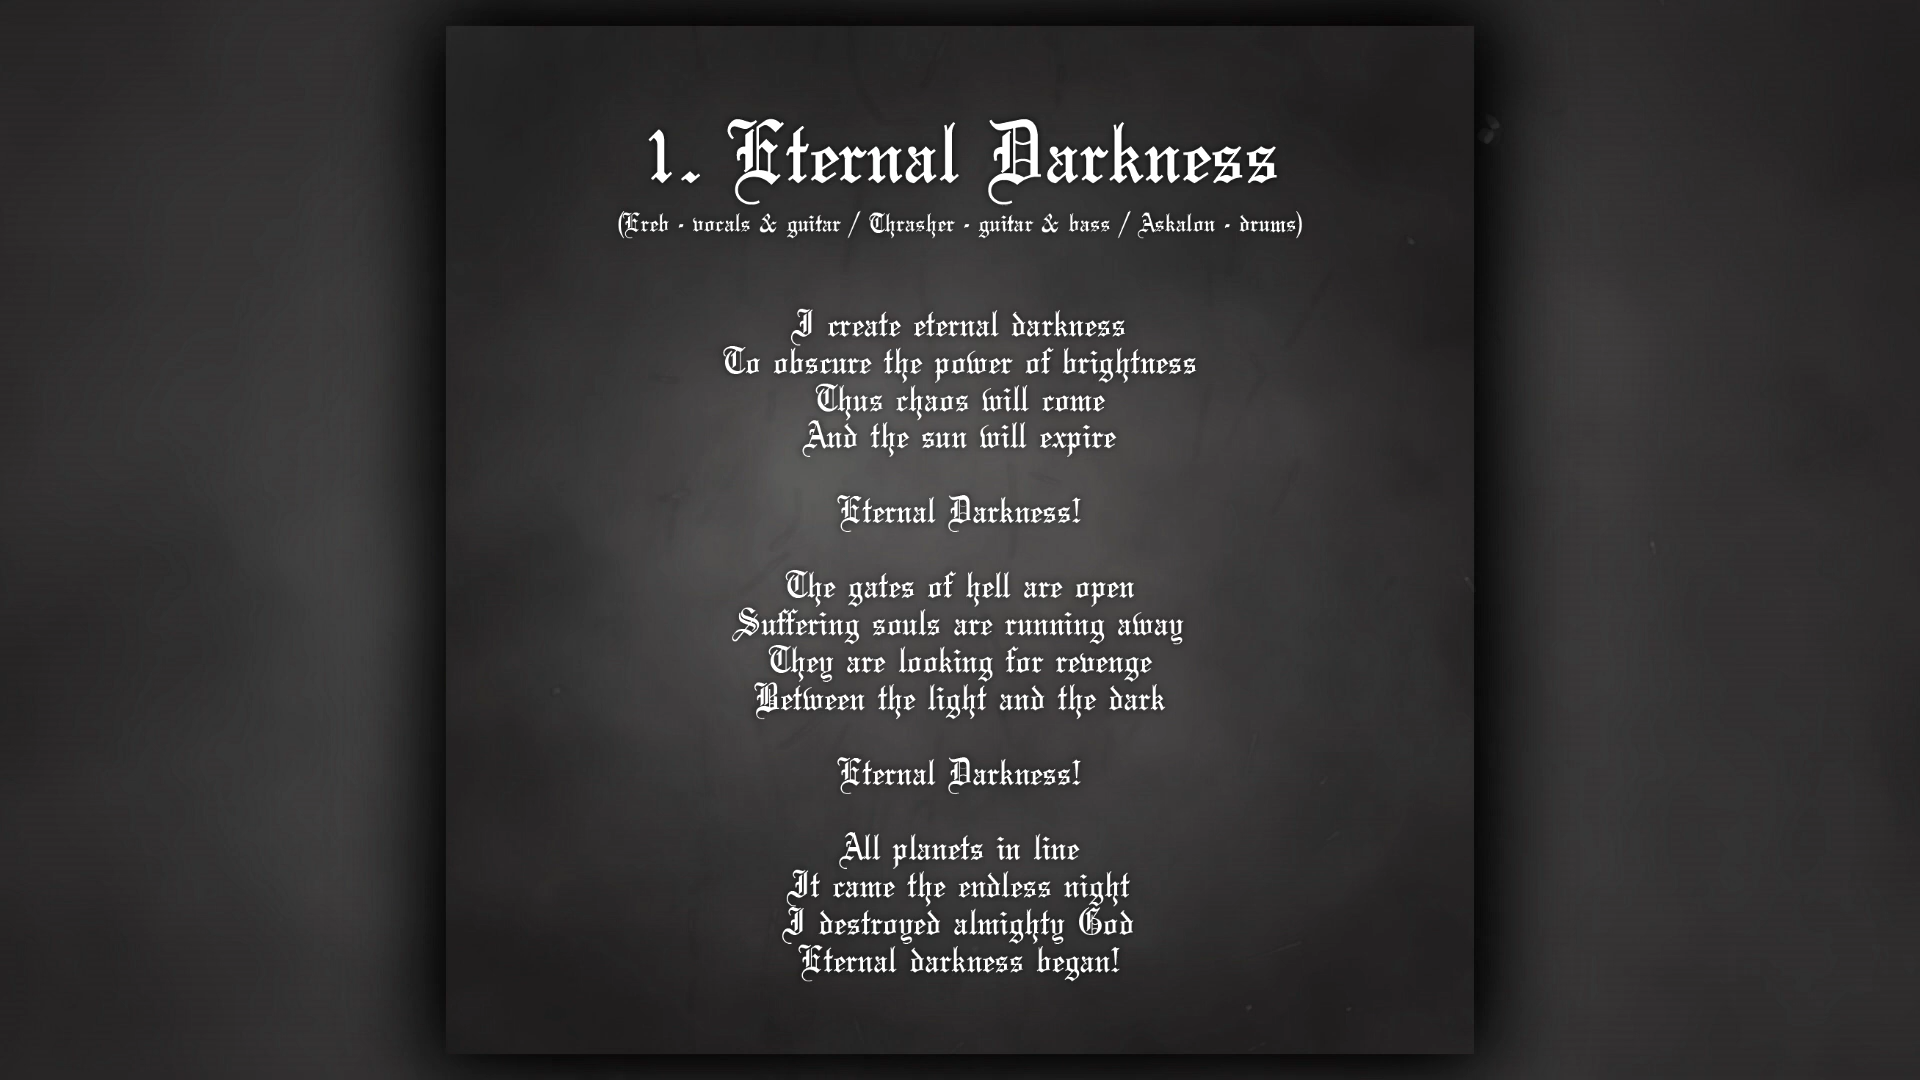 1. Eternal Darkness
(Ereb - vocals & guitar / Thrasher - guitar & bass / Askalon - drums)
I create eternal darkness
To obscure the power of brightness
Thus chaos will come
And the sun will expire
Eternal Darkness!
The gates of hell are open
Suffering souls are running away
They are looking for revenge
Between the light and the dark
Eternal Darkness!
All planets in line
It came the endless night
I destroyed almighty God
Eternal darkness began!